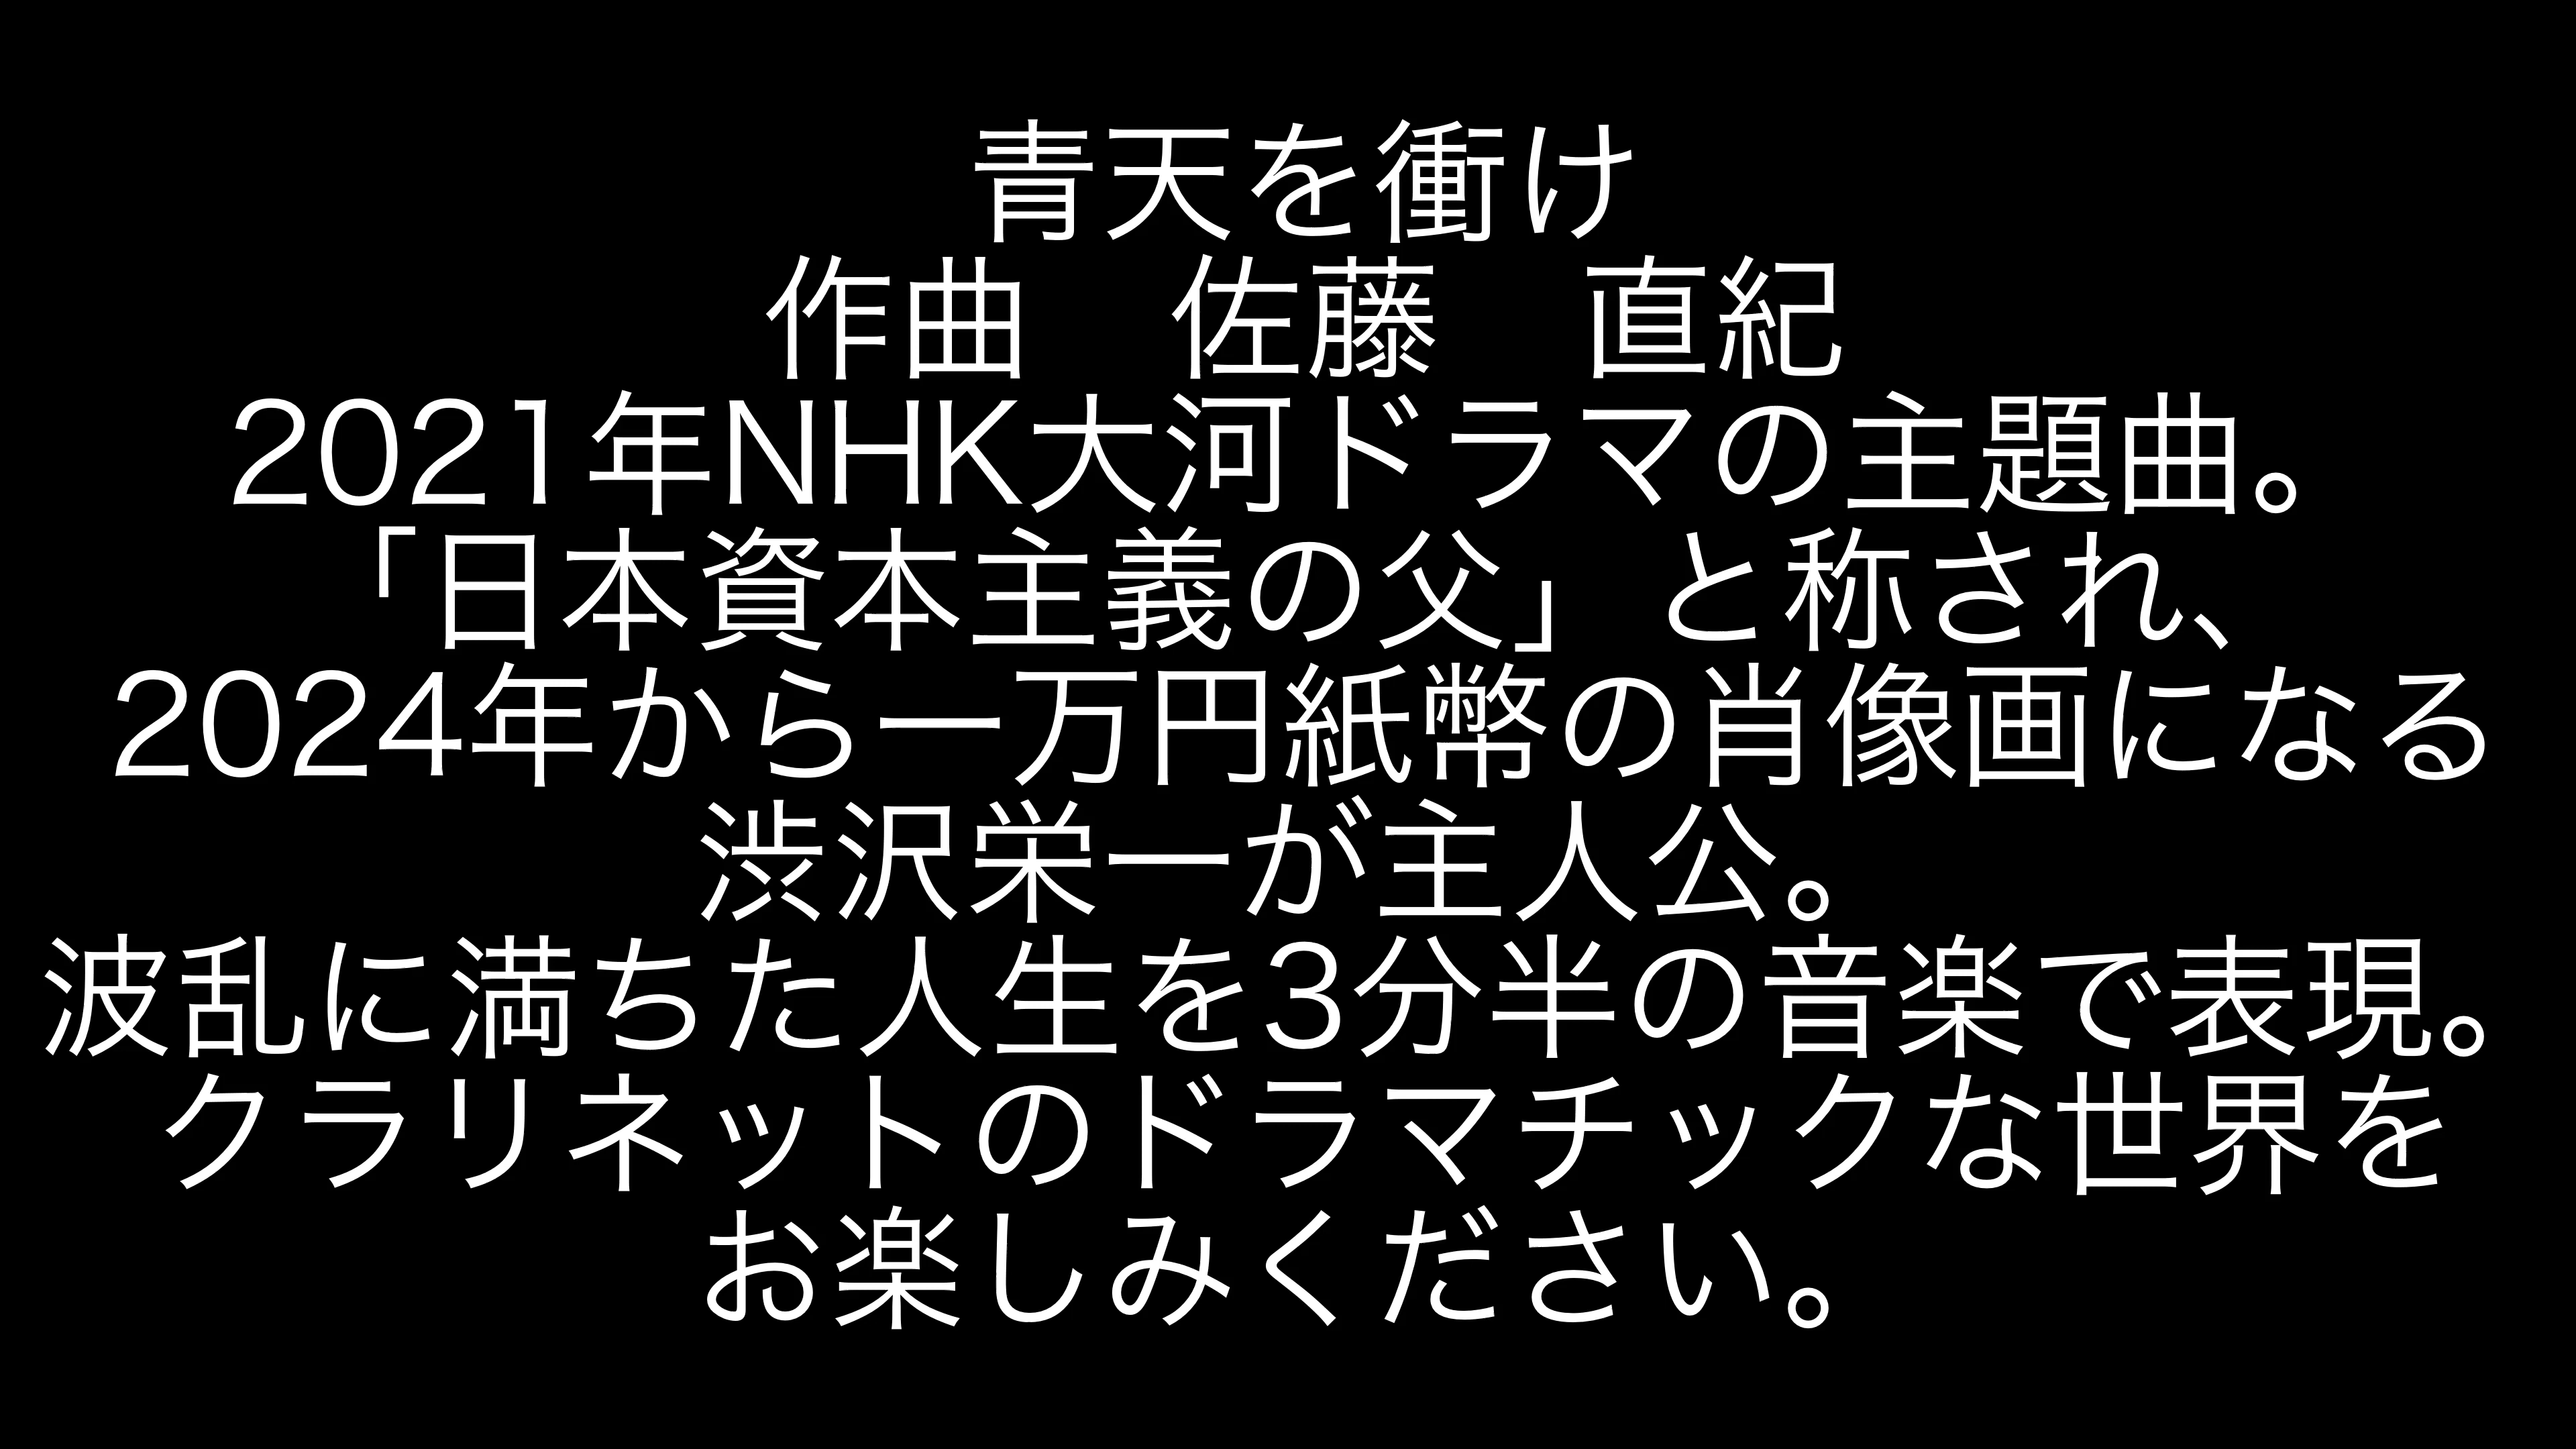 青天を衝け
作曲　佐藤　直紀
2021年NHK大河ドラマの主題曲。
「日本資本主義の父」と称され、
2024年から一万円紙幣の肖像画になる
渋沢栄一が主人公。
波乱に満ちた人生を3分半の音楽で表現。
クラリネットのドラマチックな世界を
お楽しみください。